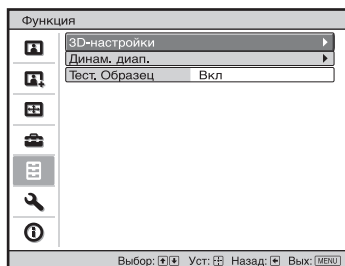 Функция
3D-настройки
Динам. диап.
Тест. Образец Вкл
Выбор: Уст: Назад: Вых: MENU